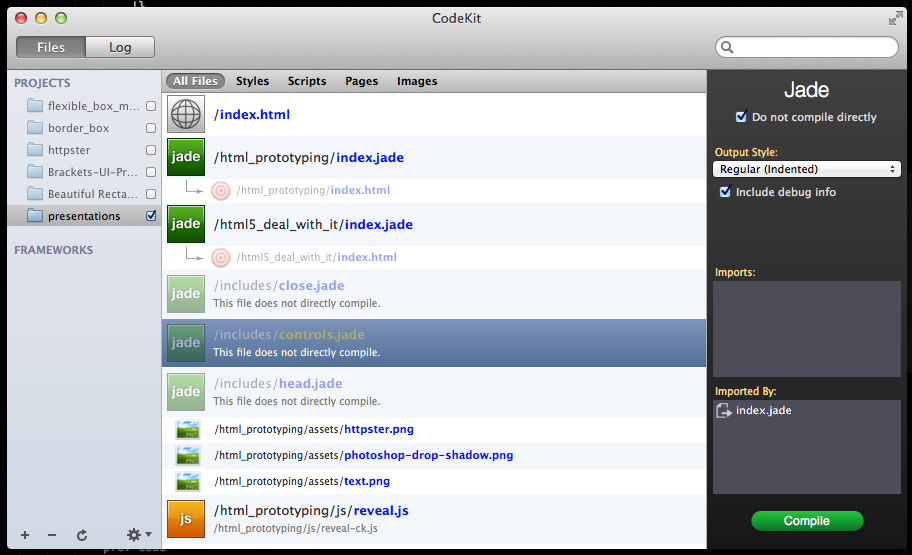 CodeKit
Files
Log
PROJECTS
flexible_box_m...
border_box
httpster
Brackets-UI-Pr...
Beautiful Recta...
presentations
FRAMEWORKS
All Files
Styles
Scripts
Pages
Images
/index.html
jade
/html_prototyping/index.jade
/html_prototyping/index.html
jade
/html5_deal_with_it/index.jade
/html5_deal_with_it/index.html
jade
/includes/close.jade
This file does not directly compile.
jade
/includes/controls.jade
This file does not directly compile.
jade
/includes/head.jade
This file does not directly compile.
/html_prototyping/assets/httpster.png
/html_prototyping/assets/photoshop-drop-shadow.png
/html_prototyping/assets/text.png
js
/html_prototyping/js/reveal.js
/html_prototyping/js/reveal-ck.js
Jade
Do not compile directly
Output Style:
Regular (Indented)
Include debug info
Imports:
Imported By:
index.jade
Compile